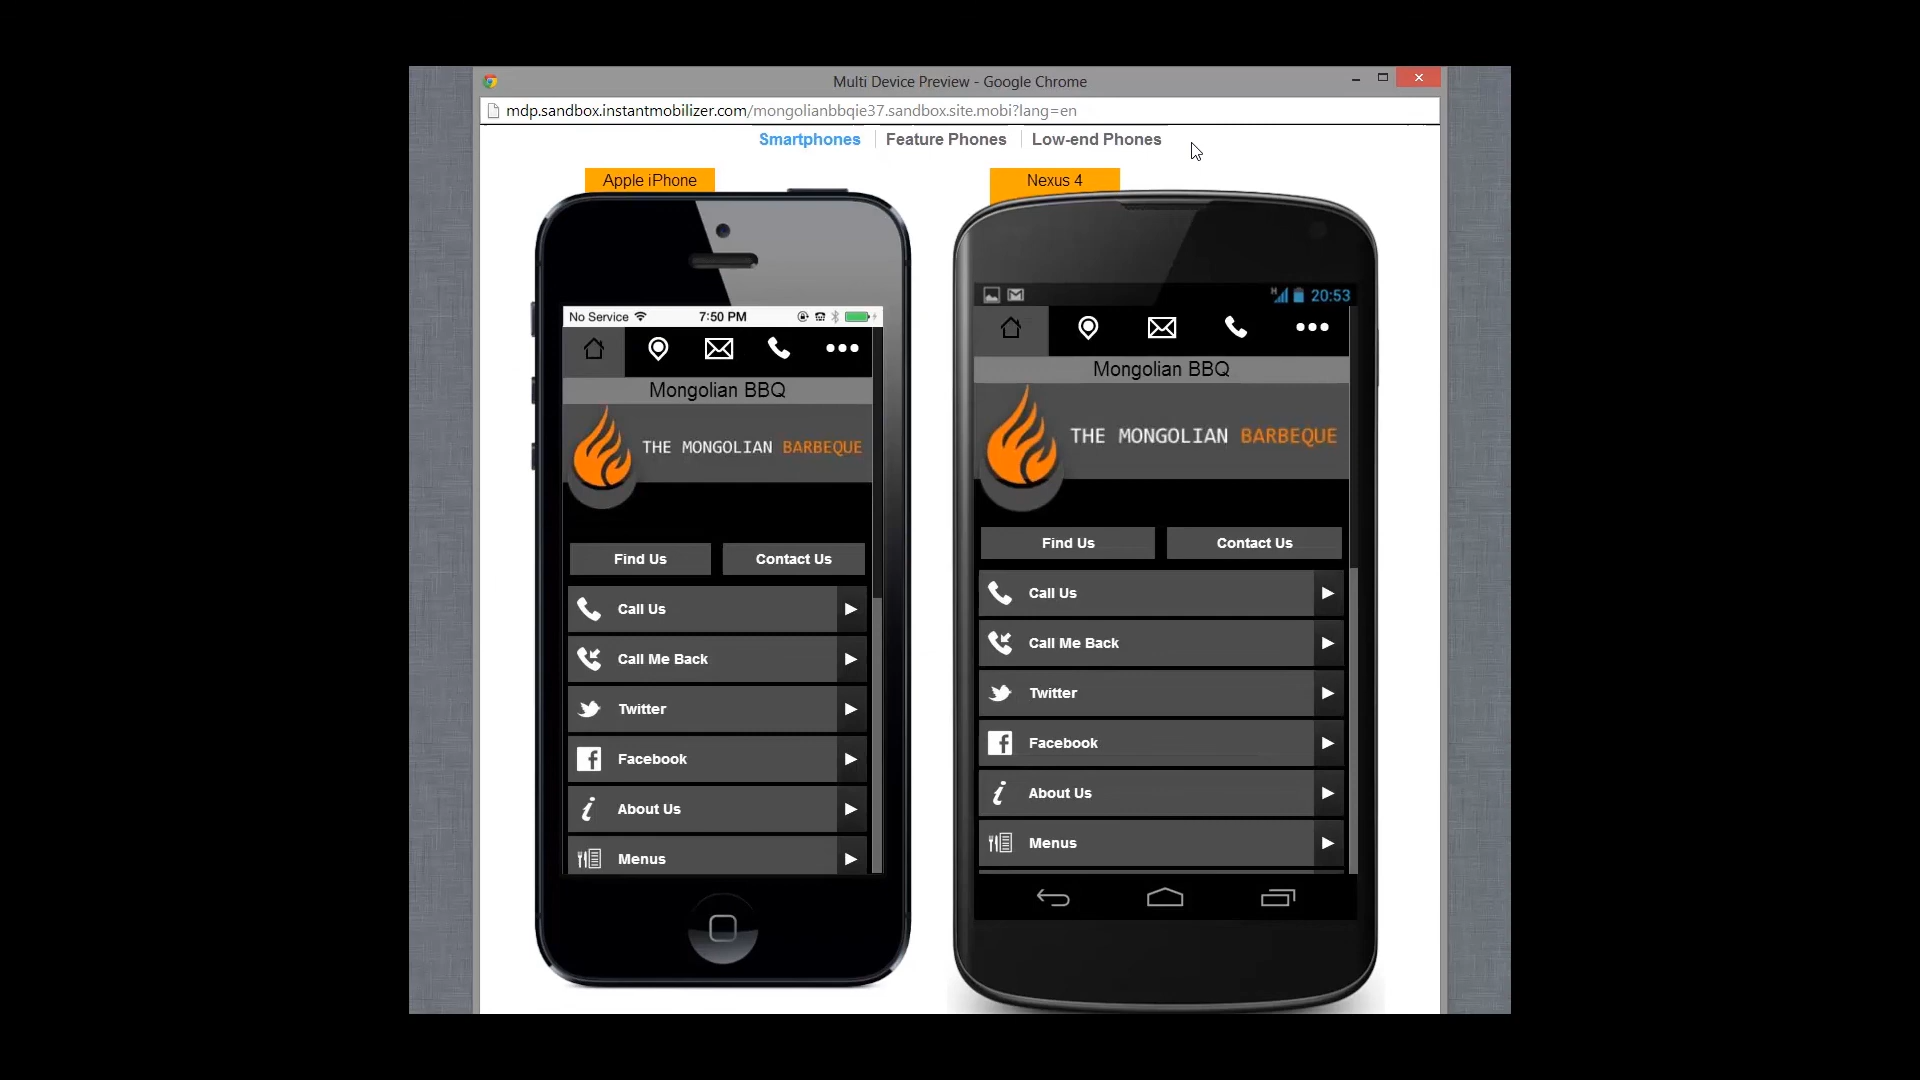 Multi Device Preview - Google Chrome
mdp.sandbox.instantmobilizer.com/mongolianbbqie37.sandbox.site.mobi?lang=en
Smartphones Feature Phones Low-end Phones
Apple iPhone
No Service 7:50 PM
Mongolian BBQ
THE MONGOLIAN BARBEQUE
Find Us Contact Us
Call Us
Call Me Back
Twitter
Facebook
About Us
Menus
Nexus 4
H 20:53
Mongolian BBQ
THE MONGOLIAN BARBEQUE
Find Us Contact Us
Call Us
Call Me Back
Twitter
Facebook
About Us
Menus